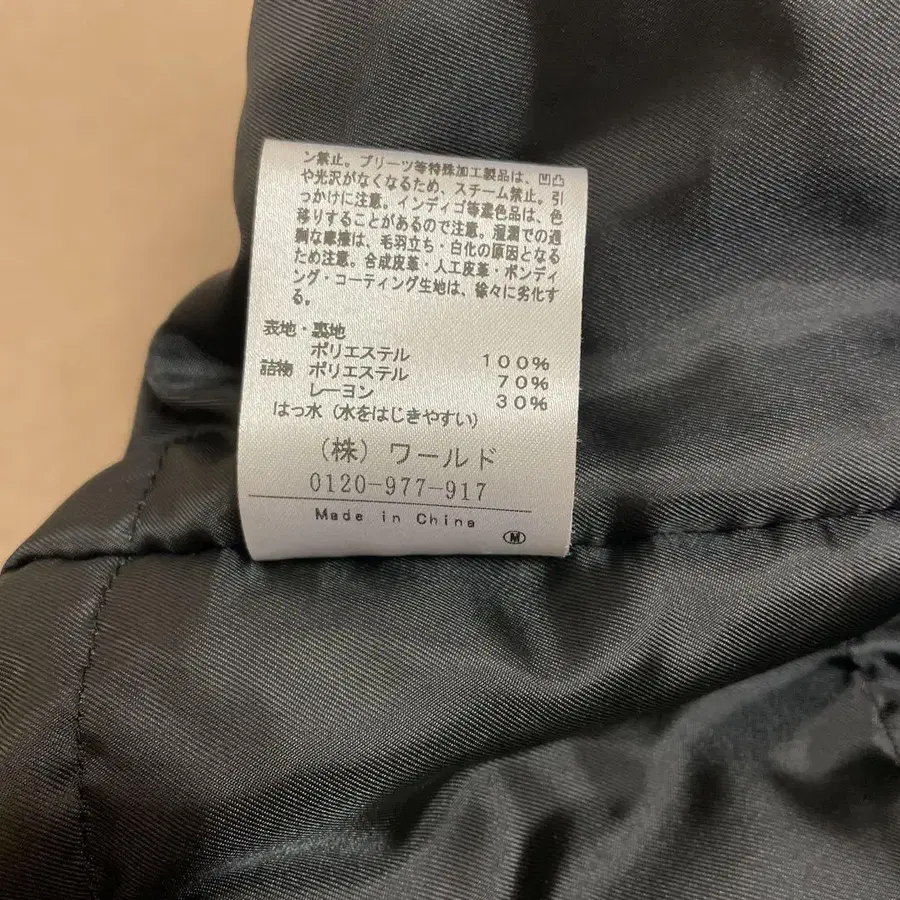 ン禁止。プリーツ等特殊加工製品は、凹凸
や光沢がなくなるため、スチーム禁止。引
っかけに注意。インディゴ等濃色品は、色
移りすることがあるので注意。湿潤での過
剰な摩擦は、毛羽立ち・白化の原因となる
ため注意。合成皮革・人工皮革・ボンディ
ング・コーティング生地は、徐々に劣化す
る。
表地・裏地
ポリエステル 100%
詰物 ポリエステル 70%
レーヨン 30%
はっ水（水をはじきやすい）
（株）ワールド
0120-977-917
Made in China
M